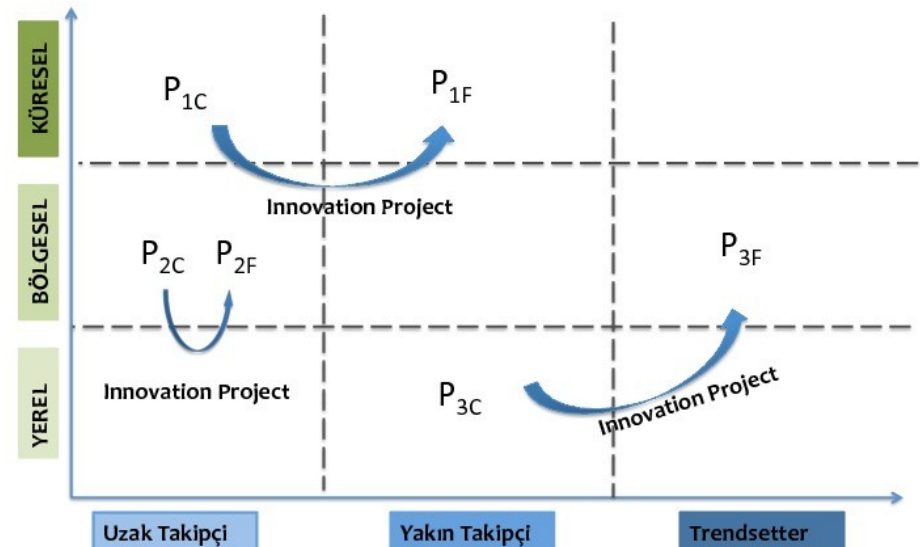 KÜRESEL
P1C
P1F
Innovation Project
BÖLGESEL
P2C
P2F
P3F
YEREL
Innovation Project
P3C
Innovation Project
Uzak Takipçi
Yakın Takipçi
Trendsetter